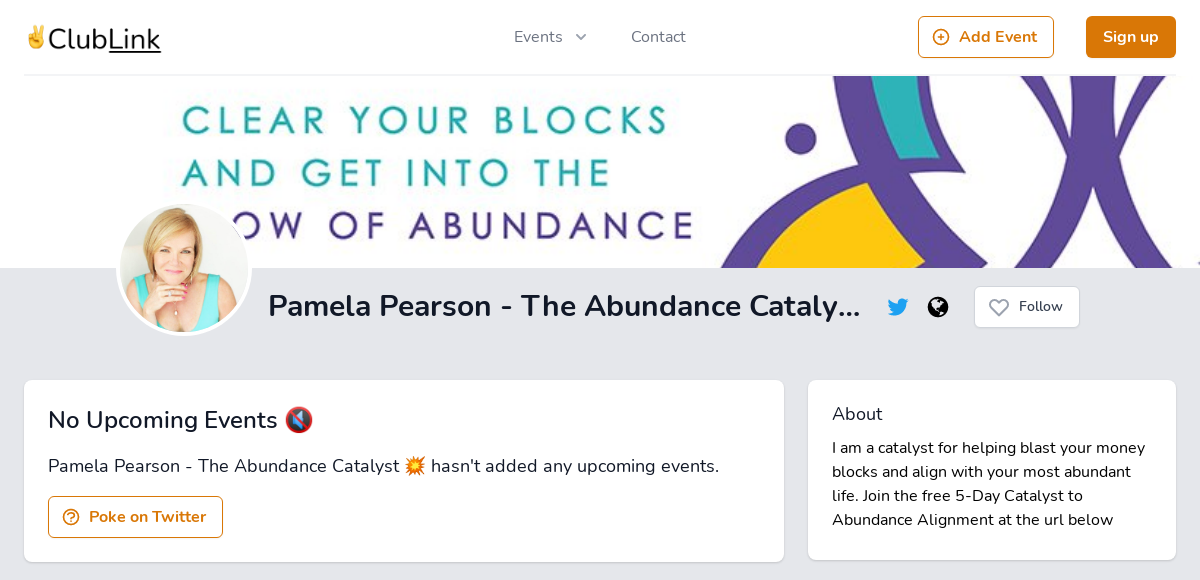 ✌️ClubLink
Events
Contact
Add Event
Sign up
CLEAR YOUR BLOCKS
AND GET INTO THE
OW OF ABUNDANCE
Pamela Pearson - The Abundance Cataly...
Follow
No Upcoming Events 🔇
Pamela Pearson - The Abundance Catalyst 💥 hasn't added any upcoming events.
Poke on Twitter
About
I am a catalyst for helping blast your money
blocks and align with your most abundant
life. Join the free 5-Day Catalyst to
Abundance Alignment at the url below